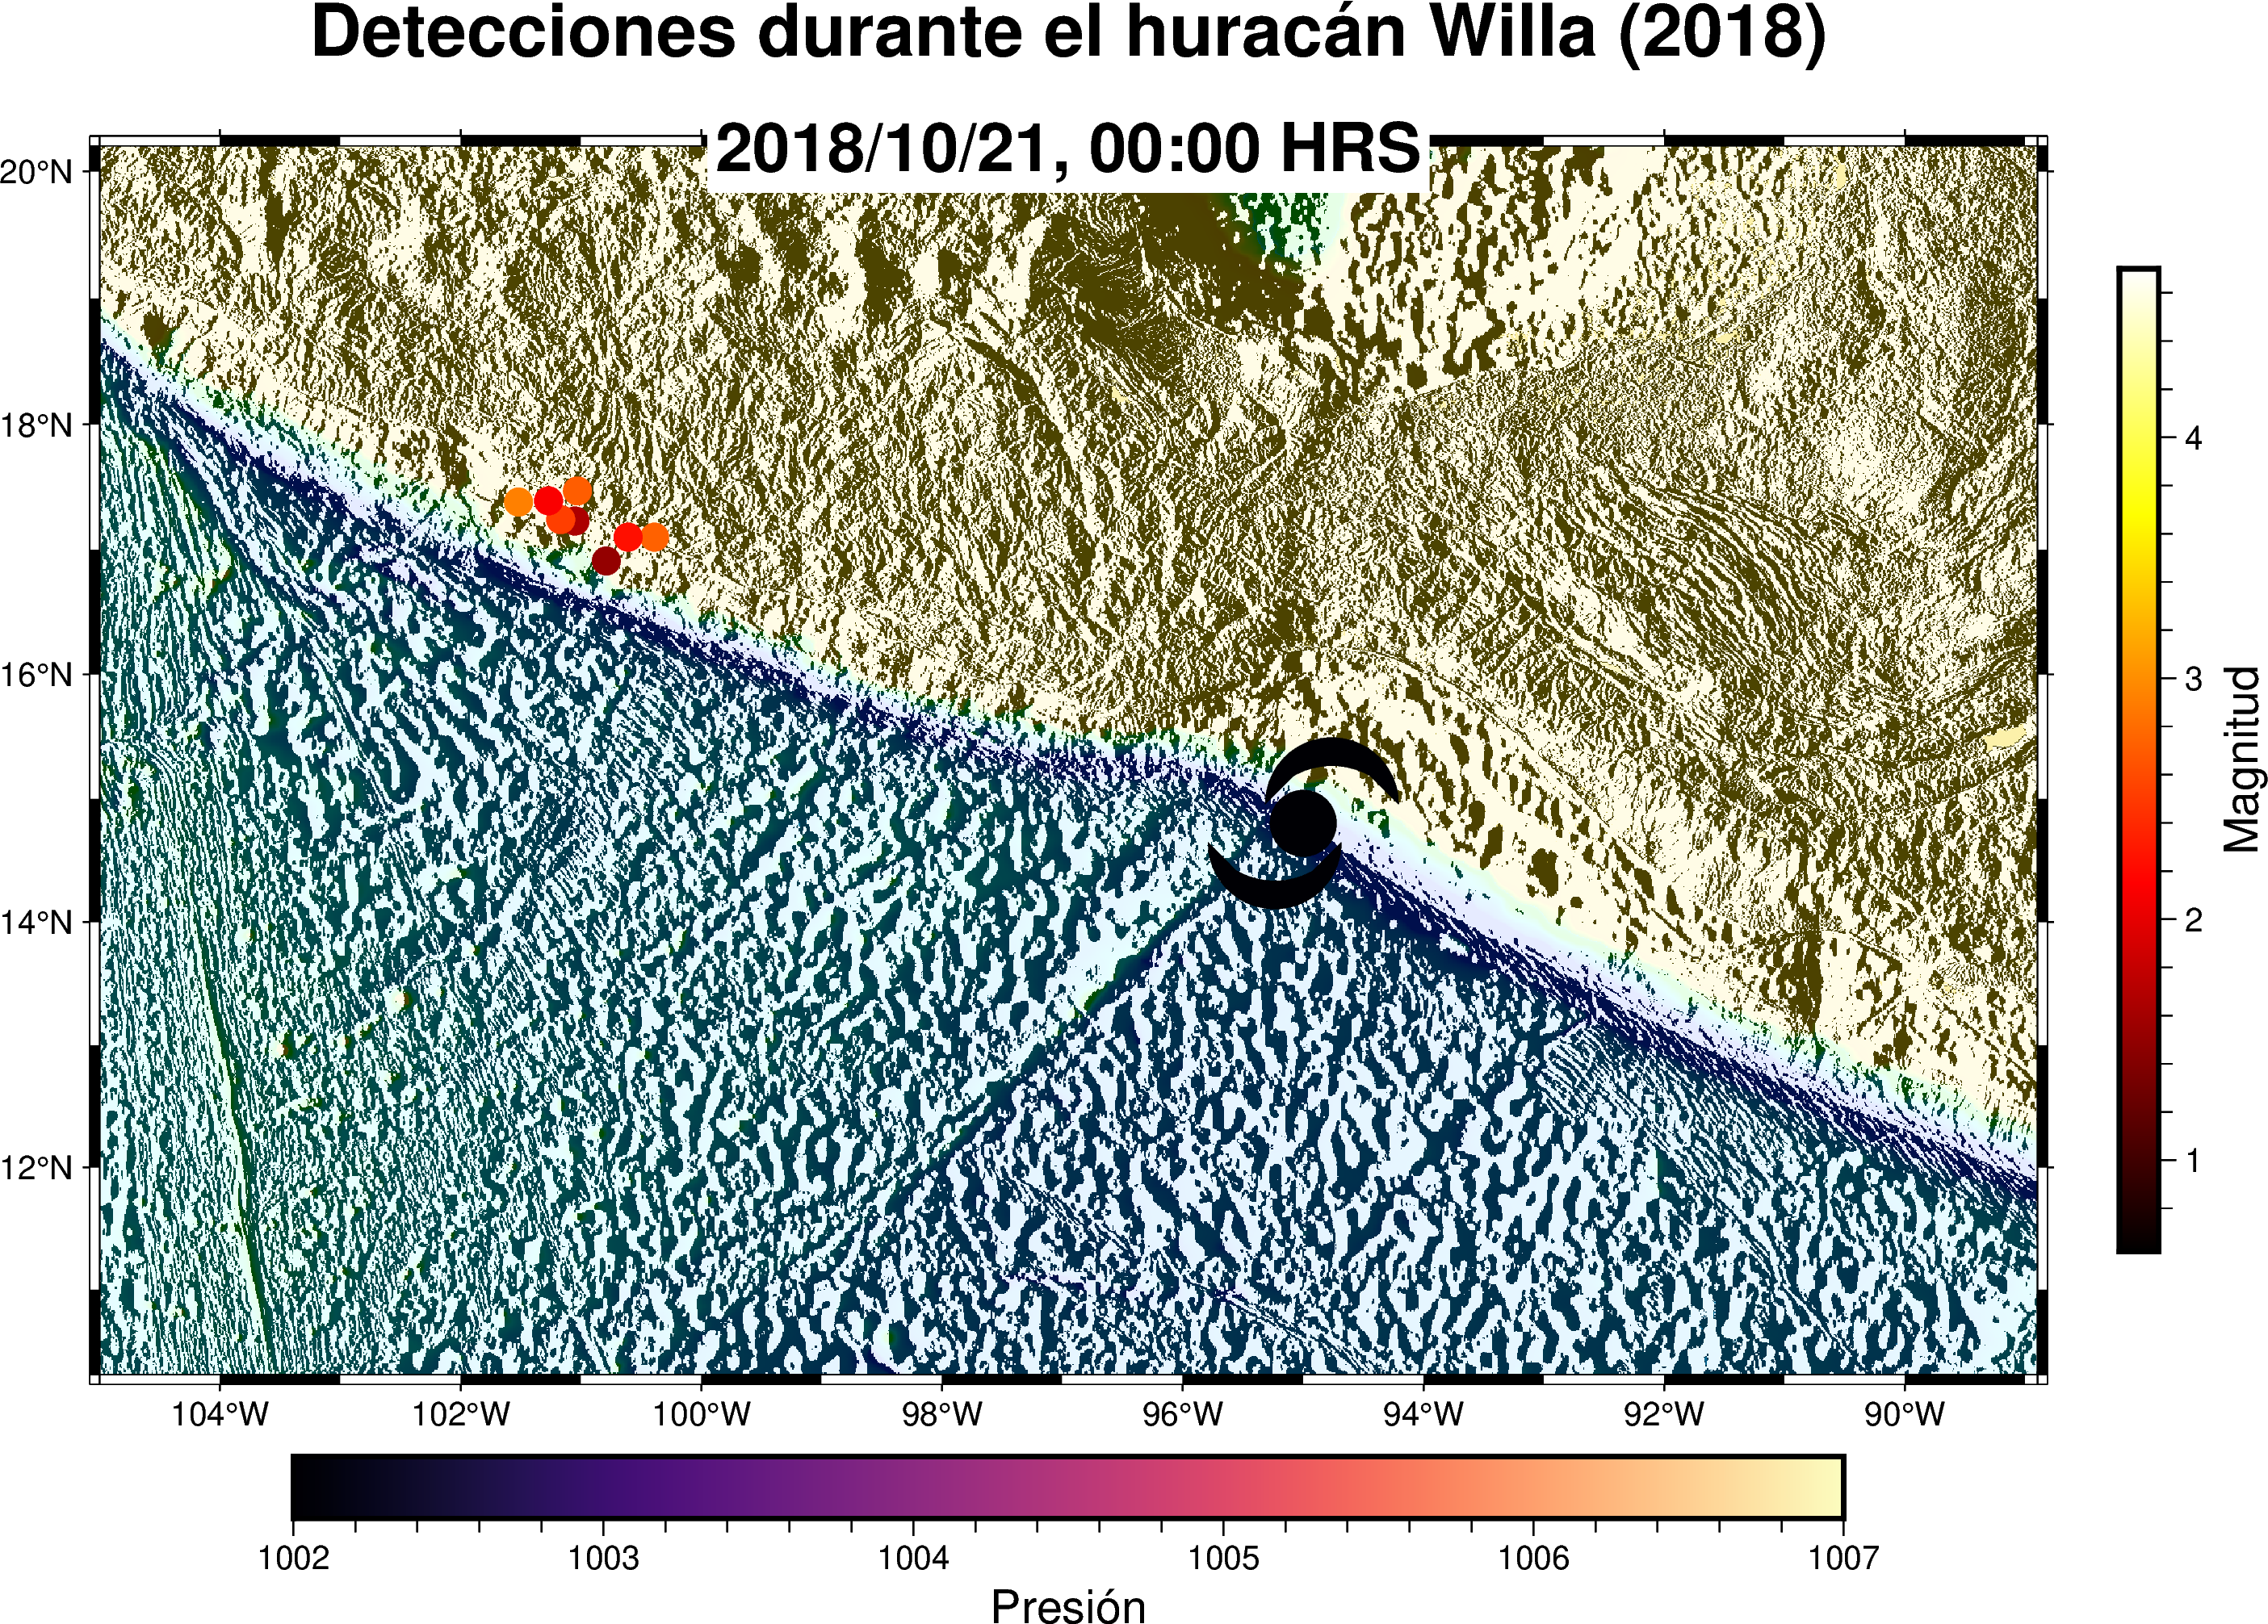 Detecciones durante el huracán Willa (2018)
2018/10/21, 00:00 HRS
20°N
18°N
16°N
14°N
12°N
104°W 102°W 100°W 98°W 96°W 94°W 92°W 90°W
4
3
2
1
Magnitud
1002 1003 1004 1005 1006 1007
Presión